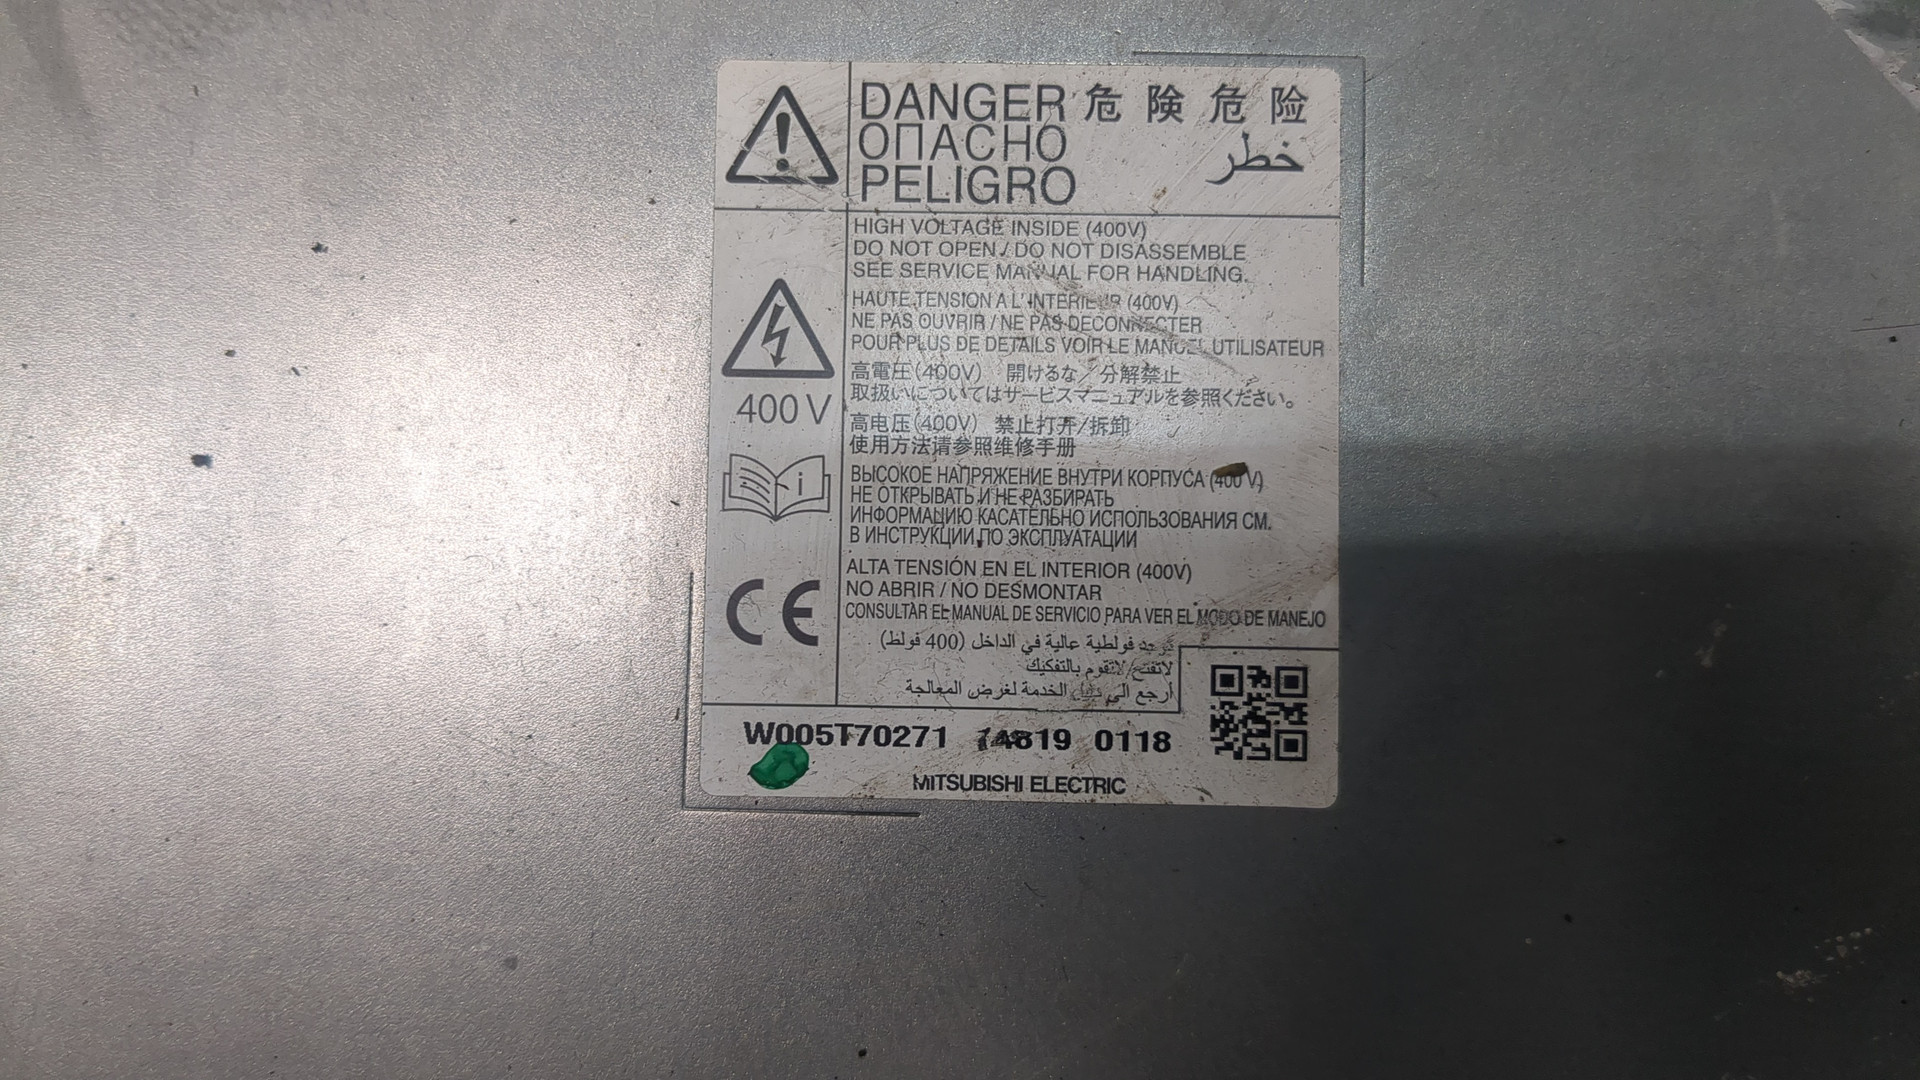 DANGER 危険 危险
ОПАСНО
خطر
PELIGRO
HIGH VOLTAGE INSIDE (400V)
DO NOT OPEN / DO NOT DISASSEMBLE
SEE SERVICE MANUAL FOR HANDLING.
HAUTE TENSION A L' INTERIEUR (400V)
NE PAS OUVRIR / NE PAS DECONNECTER
POUR PLUS DE DETAILS VOIR LE MANUEL UTILISATEUR
400V
高電圧(400V) 開けるな/分解禁止
取扱いについてはサービスマニュアルを参照ください。
高电压(400V) 禁止打开/拆卸
使用方法请参照维修手册
i
ВЫСОКОЕ НАПРЯЖЕНИЕ ВНУТРИ КОРПУСА (400 V)
НЕ ОТКРЫВАТЬ И НЕ РАЗБИРАТЬ
ИНФОРМАЦИЮ КАСАТЕЛЬНО ИСПОЛЬЗОВАНИЯ СМ.
В ИНСТРУКЦИИ ПО ЭКСПЛУАТАЦИИ
ALTA TENSIÓN EN EL INTERIOR (400V)
NO ABRIR / NO DESMONTAR
CONSULTAR EL MANUAL DE SERVICIO PARA VER EL MODO DE MANEJO
CE
توجد فولطية عالية في الداخل (400 فولط)
لاتفتح/لاتقوم بالتفكيك
أرجع الى دليل الخدمة لغرض المعالجة
W005T70271 0118
MITSUBISHI ELECTRIC